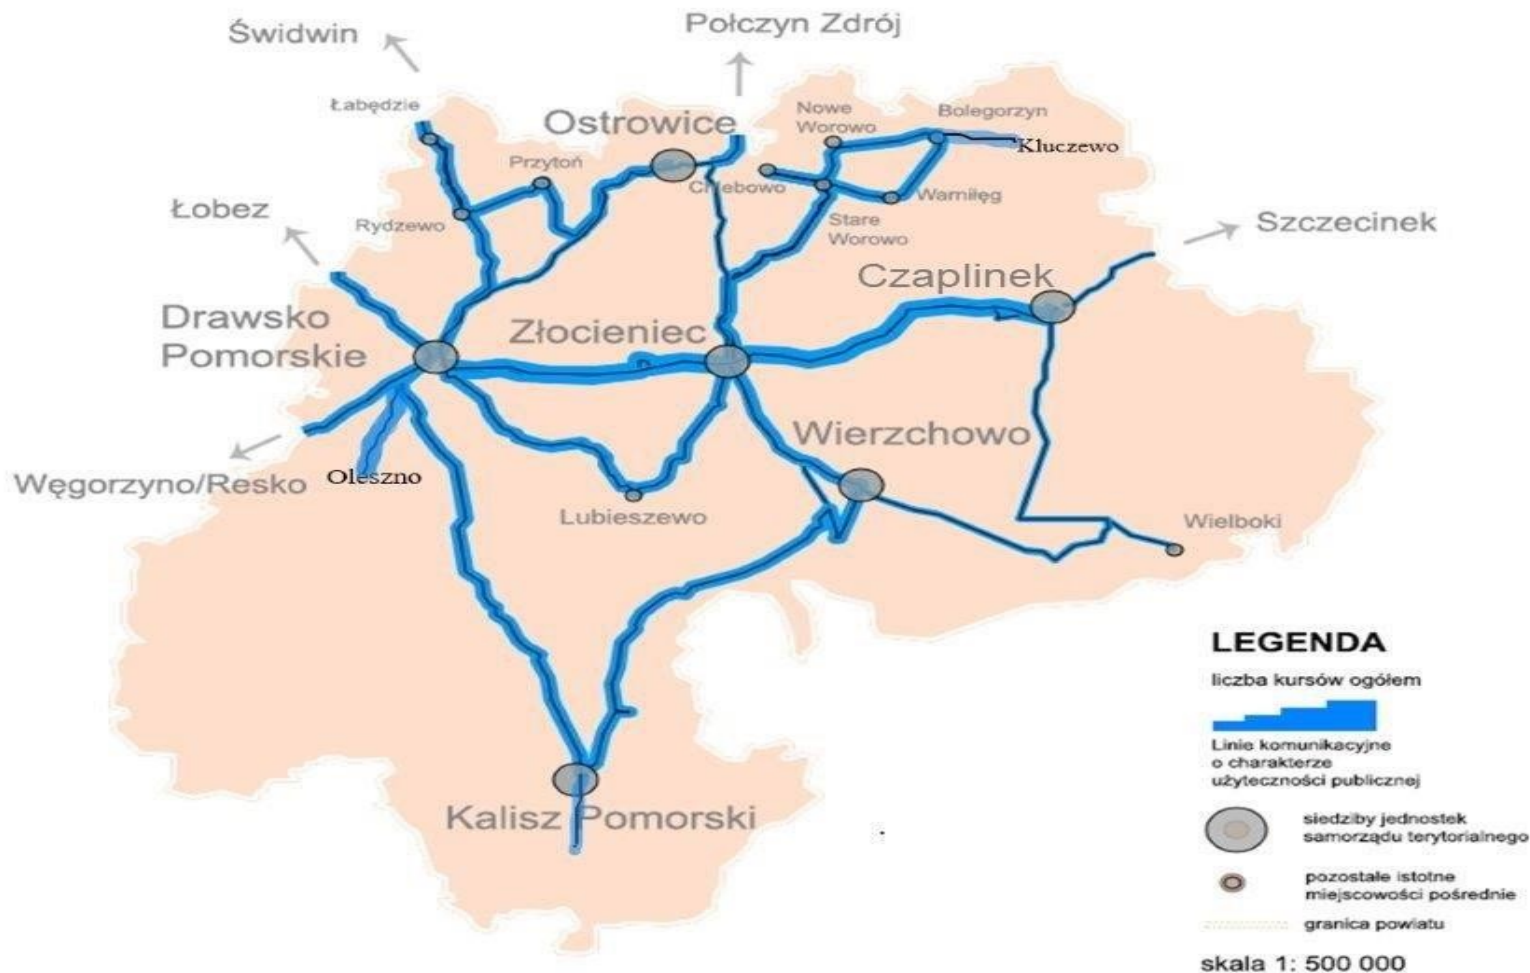 Połczyn Zdrój
Świdwin
Łabędzie
Ostrowice
Nowe
Worowo
Bolegorzyn
Kluczewo
Przytoń
Chlebowo
Warniłęg
Łobez
Rydzewo
Stare
Worowo
Szczecinek
Czaplinek
Drawsko
Pomorskie
Złocieniec
Wierzchowo
Węgorzyno/Resko
Oleszno
Lubieszewo
Wielboki
Kalisz Pomorski
LEGENDA
liczba kursów ogółem
Linie komunikacyjne
o charakterze
użyteczności publicznej
siedziby jednostek
samorządu terytorialnego
pozostałe istotne
miejscowości pośrednie
granica powiatu
skala 1: 500 000